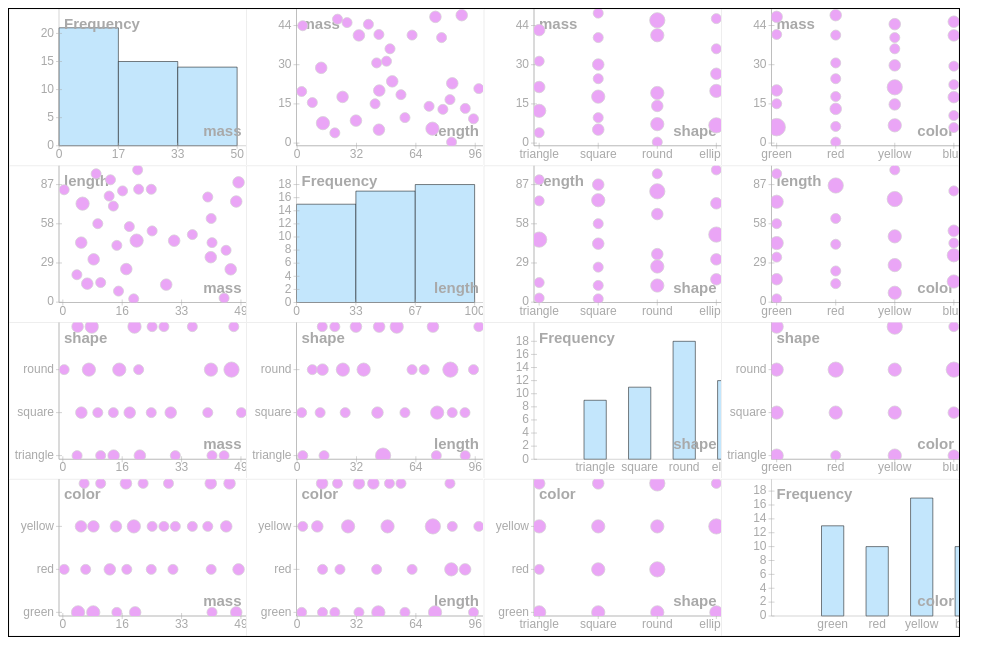 Frequency
20
15
10
5
0
mass
0 17 33 50
mass
44
30
15
0
length
0 32 64 96
mass
44
30
15
0
shape
triangle square round ellip
mass
44
30
15
0
color
green red yellow blu
length
87
58
29
0
mass
0 16 33 49
Frequency
18
16
14
12
10
8
6
4
2
0
length
0 33 67 100
length
87
58
29
0
shape
triangle square round ellip
length
87
58
29
0
color
green red yellow blu
shape
round
square
triangle
mass
0 16 33 49
shape
round
square
triangle
length
0 32 64 96
Frequency
18
16
14
12
10
8
6
4
2
0
shape
triangle square round el
shape
round
square
triangle
color
green red yellow blu
color
yellow
red
green
mass
0 16 33 49
color
yellow
red
green
length
0 32 64 96
color
yellow
red
green
shape
triangle square round ellip
Frequency
18
16
14
12
10
8
6
4
2
0
color
green red yellow b